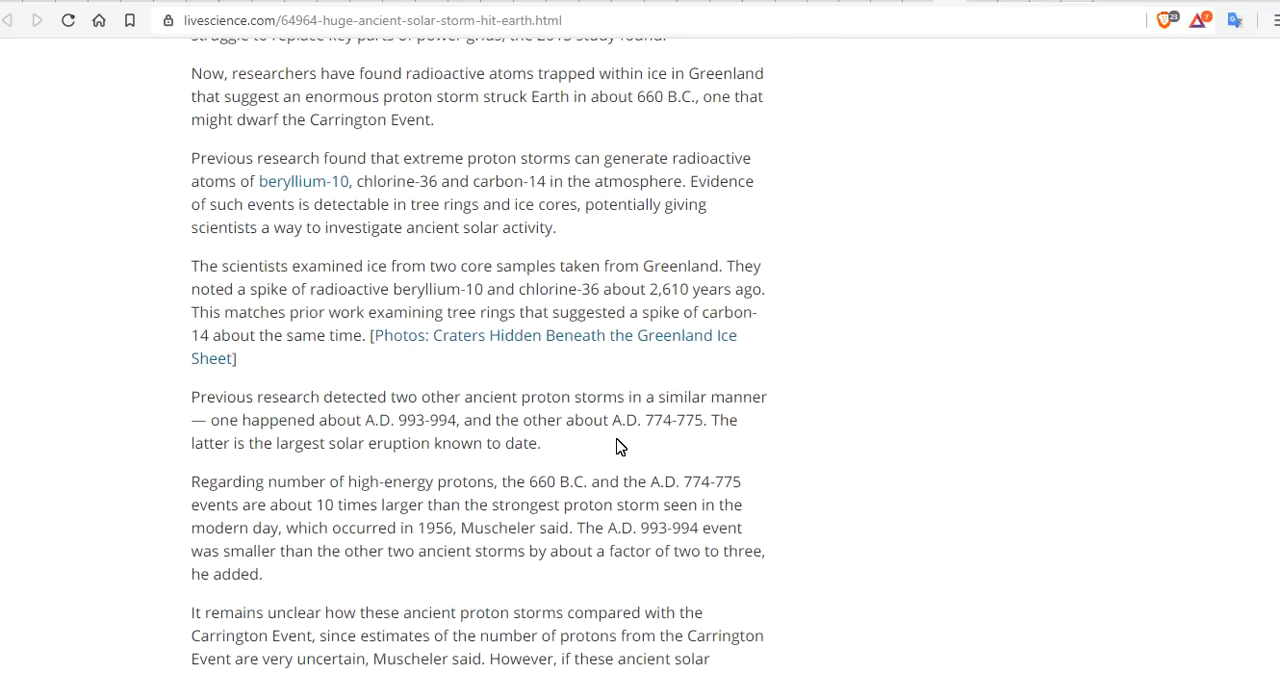 livescience.com/64964-huge-ancient-solar-storm-hit-earth.html
struggle to replace key parts of power grids, the 2013 study found.
Now, researchers have found radioactive atoms trapped within ice in Greenland
that suggest an enormous proton storm struck Earth in about 660 B.C., one that
might dwarf the Carrington Event.
Previous research found that extreme proton storms can generate radioactive
atoms of beryllium-10, chlorine-36 and carbon-14 in the atmosphere. Evidence
of such events is detectable in tree rings and ice cores, potentially giving
scientists a way to investigate ancient solar activity.
The scientists examined ice from two core samples taken from Greenland. They
noted a spike of radioactive beryllium-10 and chlorine-36 about 2,610 years ago.
This matches prior work examining tree rings that suggested a spike of carbon-
14 about the same time. [Photos: Craters Hidden Beneath the Greenland Ice
Sheet]
Previous research detected two other ancient proton storms in a similar manner
— one happened about A.D. 993-994, and the other about A.D. 774-775. The
latter is the largest solar eruption known to date.
Regarding number of high-energy protons, the 660 B.C. and the A.D. 774-775
events are about 10 times larger than the strongest proton storm seen in the
modern day, which occurred in 1956, Muscheler said. The A.D. 993-994 event
was smaller than the other two ancient storms by about a factor of two to three,
he added.
It remains unclear how these ancient proton storms compared with the
Carrington Event, since estimates of the number of protons from the Carrington
Event are very uncertain, Muscheler said. However, if these ancient solar